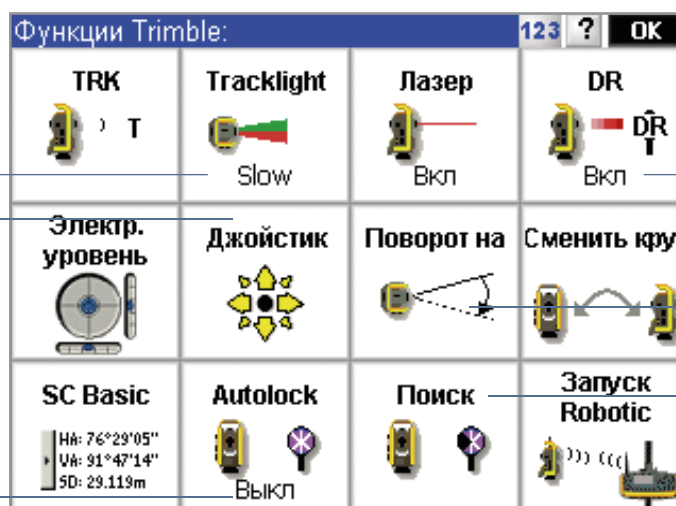 Функции Trimble: 123 ? OK
TRK Tracklight Лазер DR
T DR
T
Slow Вкл Вкл
Электр.
уровень Джойстик Поворот на Сменить кру
SC Basic Autolock Поиск Запуск
Robotic
HA: 76°29'05"
VA: 91°47'14"
SD: 29.119m
Выкл